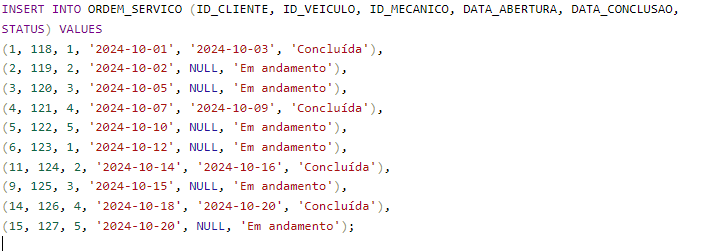 INSERT INTO ORDEM_SERVICO (ID_CLIENTE, ID_VEICULO, ID_MECANICO, DATA_ABERTURA, DATA_CONCLUSAO,
STATUS) VALUES
(1, 118, 1, '2024-10-01', '2024-10-03', 'Concluída'),
(2, 119, 2, '2024-10-02', NULL, 'Em andamento'),
(3, 120, 3, '2024-10-05', NULL, 'Em andamento'),
(4, 121, 4, '2024-10-07', '2024-10-09', 'Concluída'),
(5, 122, 5, '2024-10-10', NULL, 'Em andamento'),
(6, 123, 1, '2024-10-12', NULL, 'Em andamento'),
(11, 124, 2, '2024-10-14', '2024-10-16', 'Concluída'),
(9, 125, 3, '2024-10-15', NULL, 'Em andamento'),
(14, 126, 4, '2024-10-18', '2024-10-20', 'Concluída'),
(15, 127, 5, '2024-10-20', NULL, 'Em andamento');